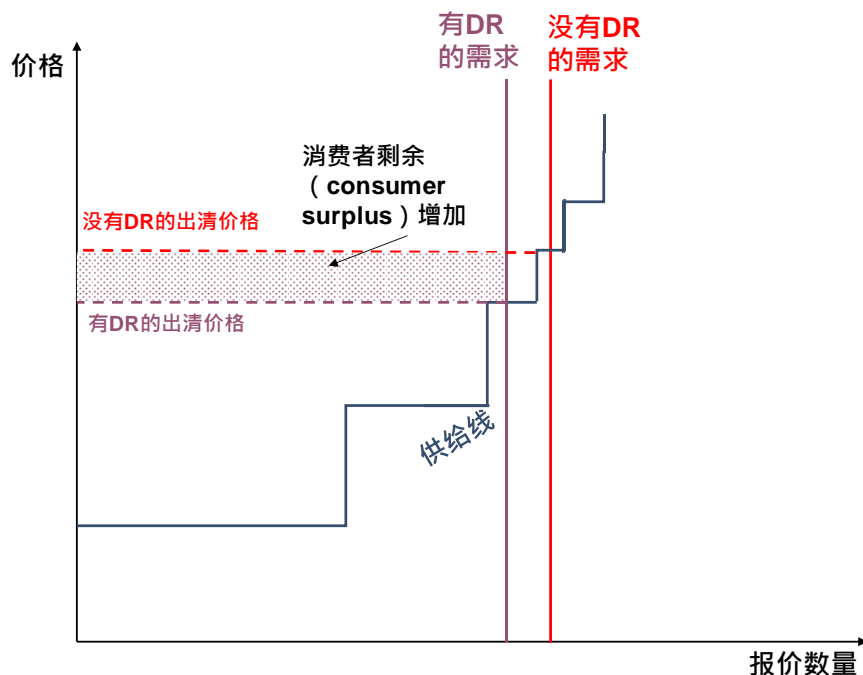 有DR
的需求
没有DR
的需求
价格
消费者剩余
（consumer
surplus）增加
没有DR的出清价格
有DR的出清价格
供给线
报价数量